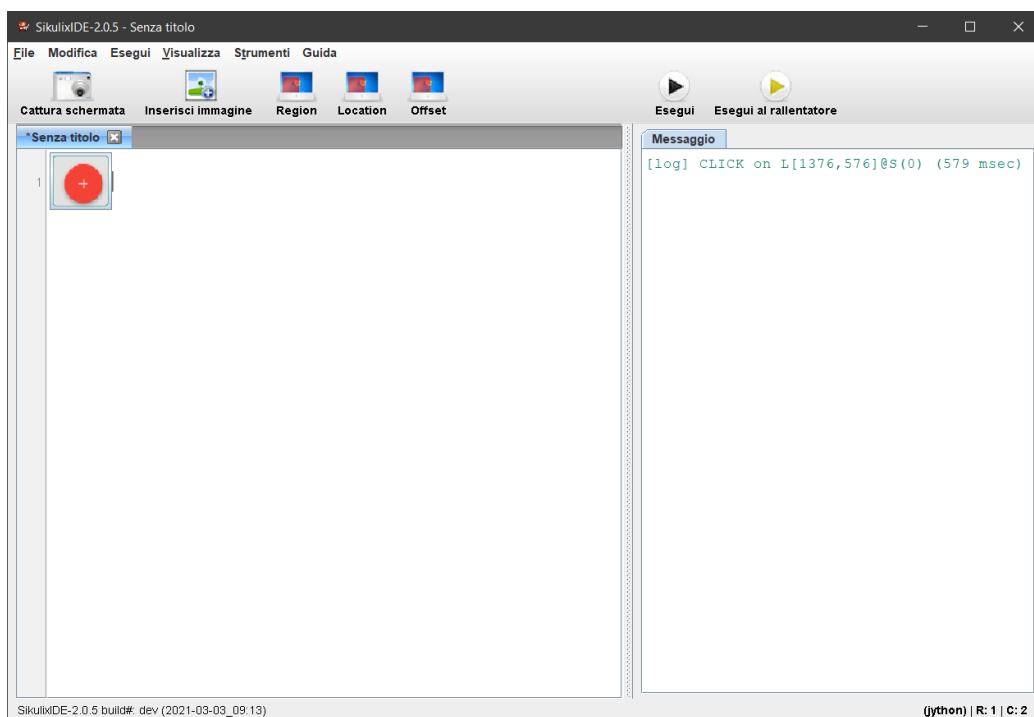 SikulixIDE-2.0.5 - Senza titolo
File Modifica Esegui Visualizza Strumenti Guida
Cattura schermata Inserisci immagine Region Location Offset Esegui Esegui al rallentatore
*Senza titolo
Messaggio
1
[log] CLICK on L[1376,576]@S(0) (579 msec)
SikulixIDE-2.0.5 build#: dev (2021-03-03_09:13)
(jython) | R: 1 | C: 2